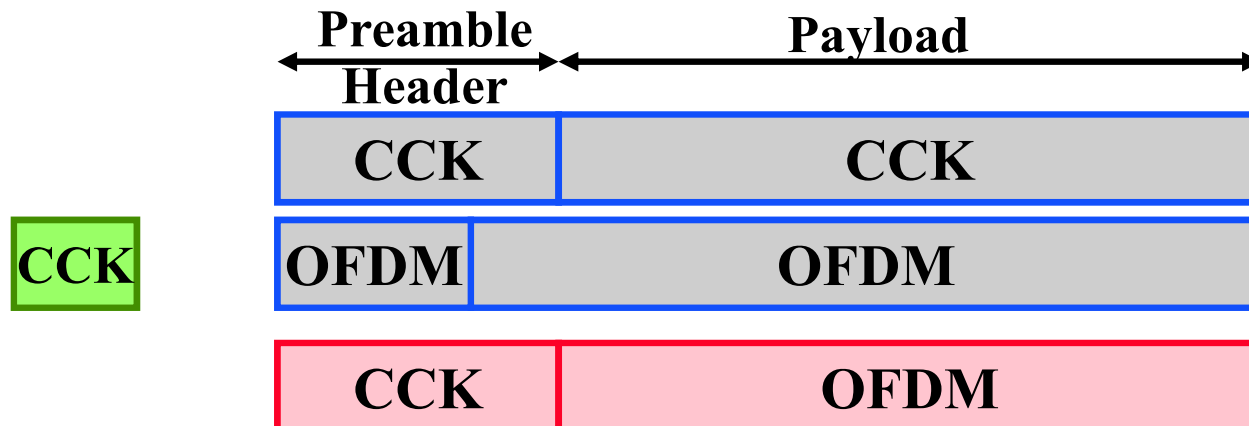 Preamble
Payload
Header
CCK CCK
CCK OFDM OFDM
CCK OFDM